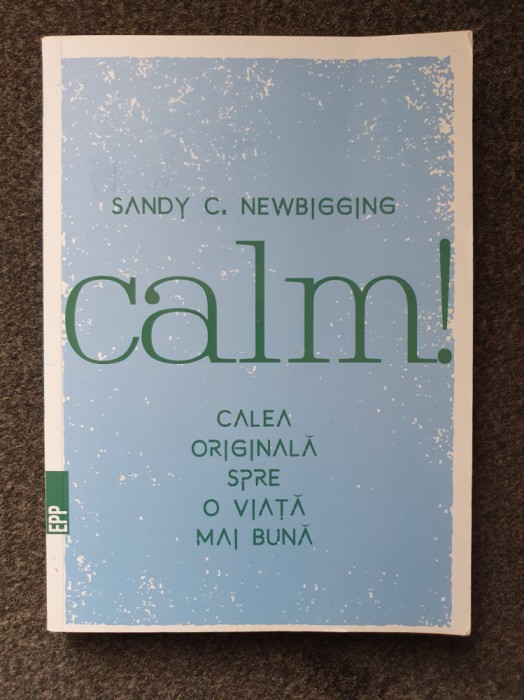 SANDY C. NEWBIGGING
calm!
CALEA
ORIGINALĂ
SPRE
O VIAȚĂ
MAI BUNĂ
EPP